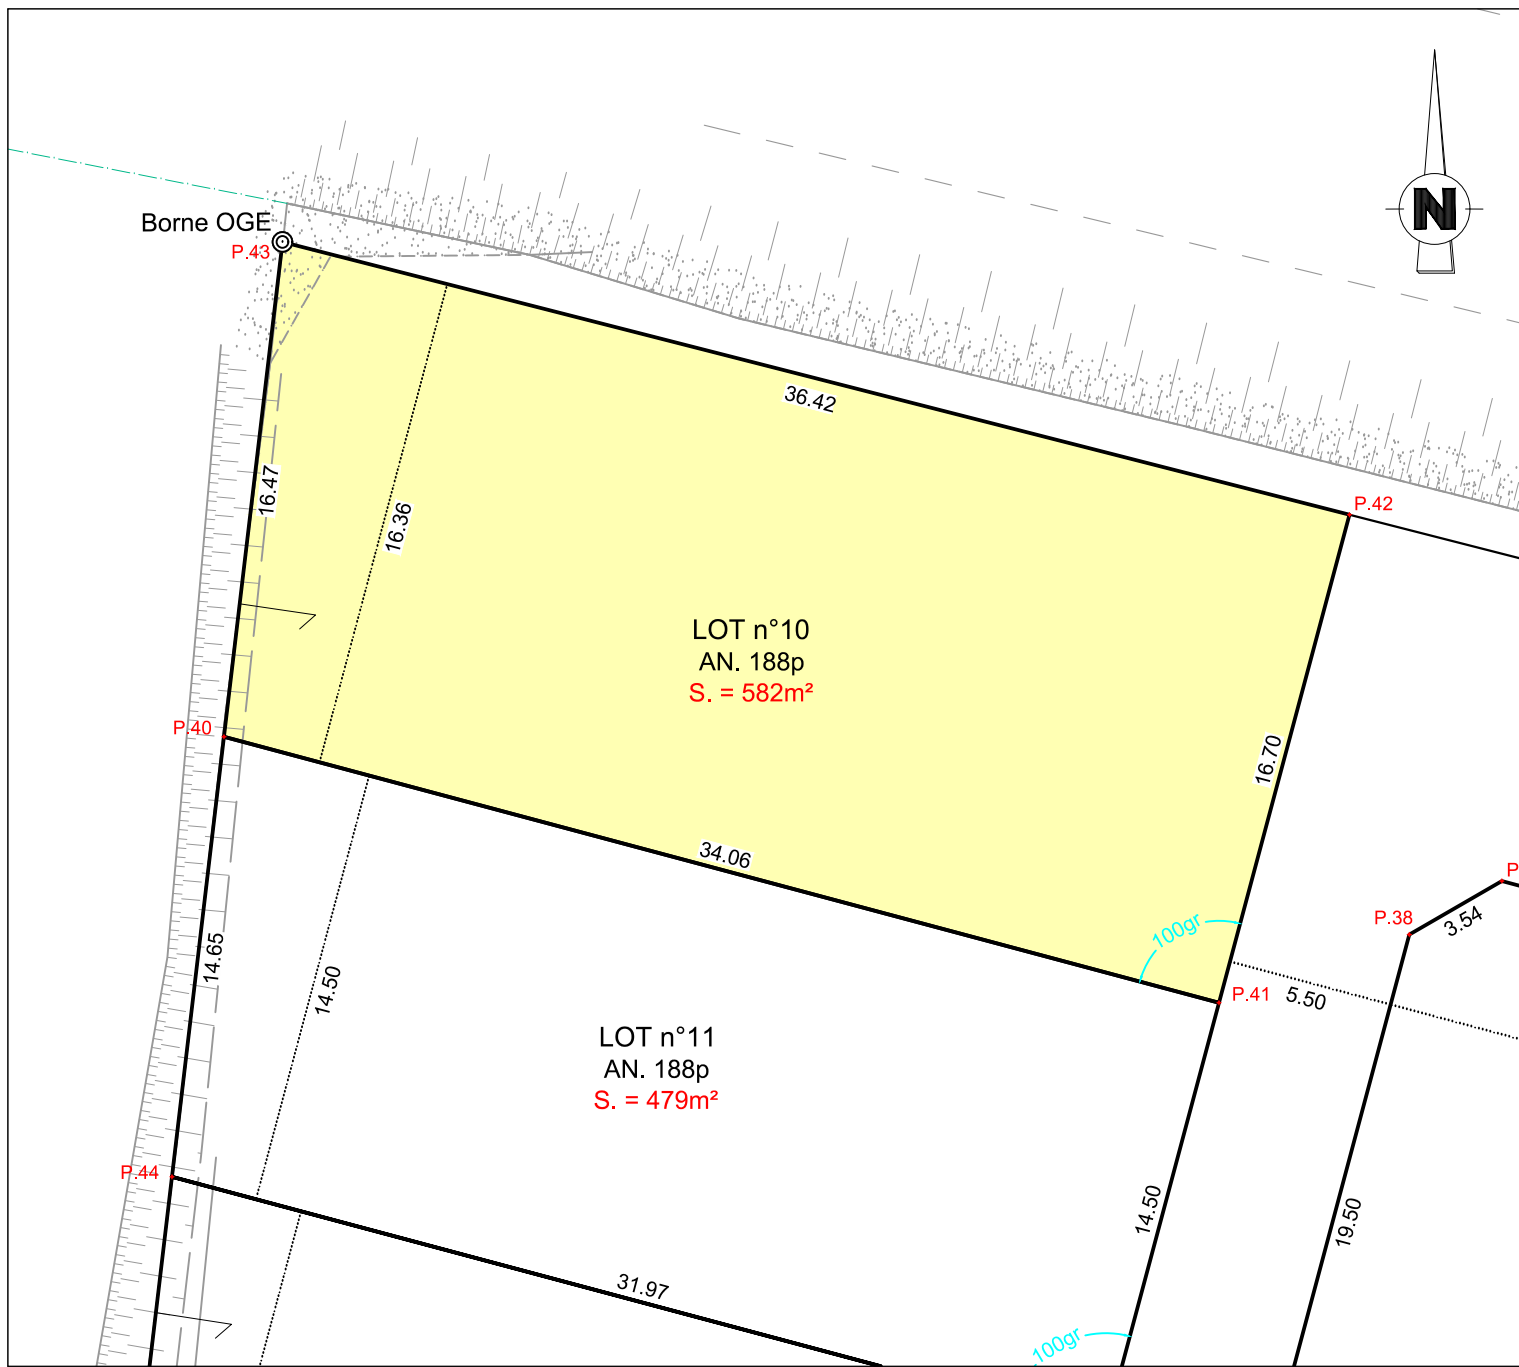 N
Borne OGE
P.43
36.42
16.47
16.36
P.42
LOT n°10
AN. 188p
S. = 582m²
P.40
16.70
34.06
100gr
P.38
3.54
P
P.41
5.50
14.65
14.50
LOT n°11
AN. 188p
S. = 479m²
P.44
14.50
19.50
31.97
100gr